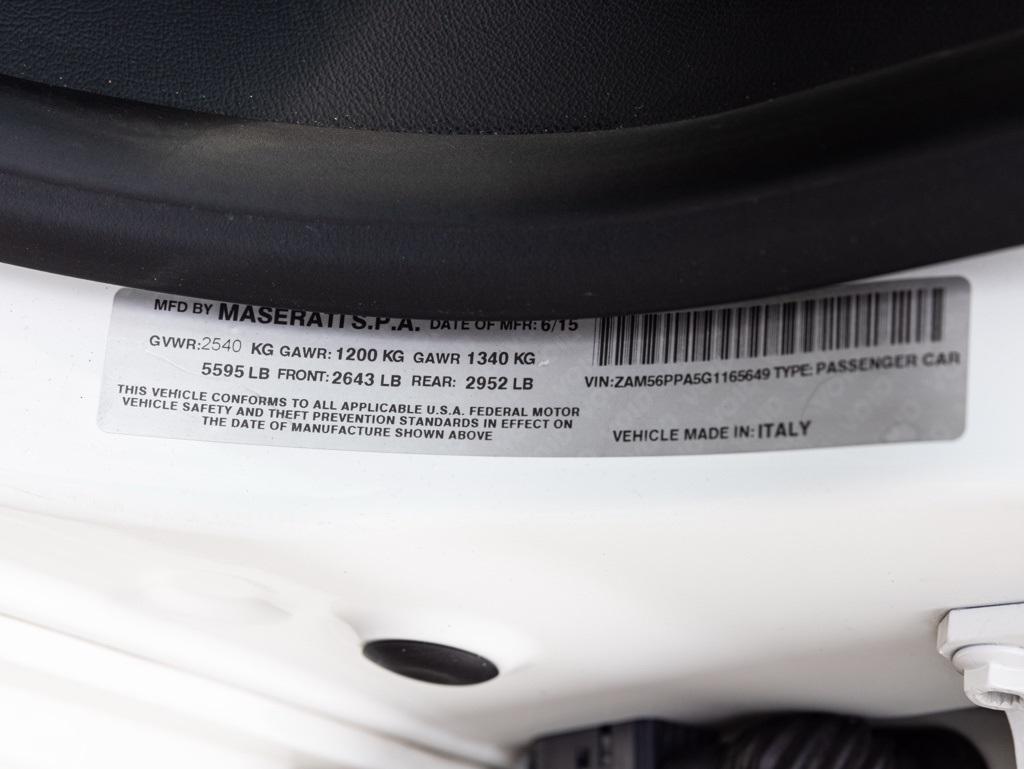 MFD BY MASERATI S.P.A. DATE OF MFR: 6/15
GVWR:2540 KG GAWR: 1200 KG GAWR 1340 KG
5595 LB FRONT: 2643 LB REAR: 2952 LB
THIS VEHICLE CONFORMS TO ALL APPLICABLE U.S.A. FEDERAL MOTOR
VEHICLE SAFETY AND THEFT PREVENTION STANDARDS IN EFFECT ON
THE DATE OF MANUFACTURE SHOWN ABOVE
VIN:ZAM56PPA5G1165649 TYPE: PASSENGER CAR
VEHICLE MADE IN: ITALY